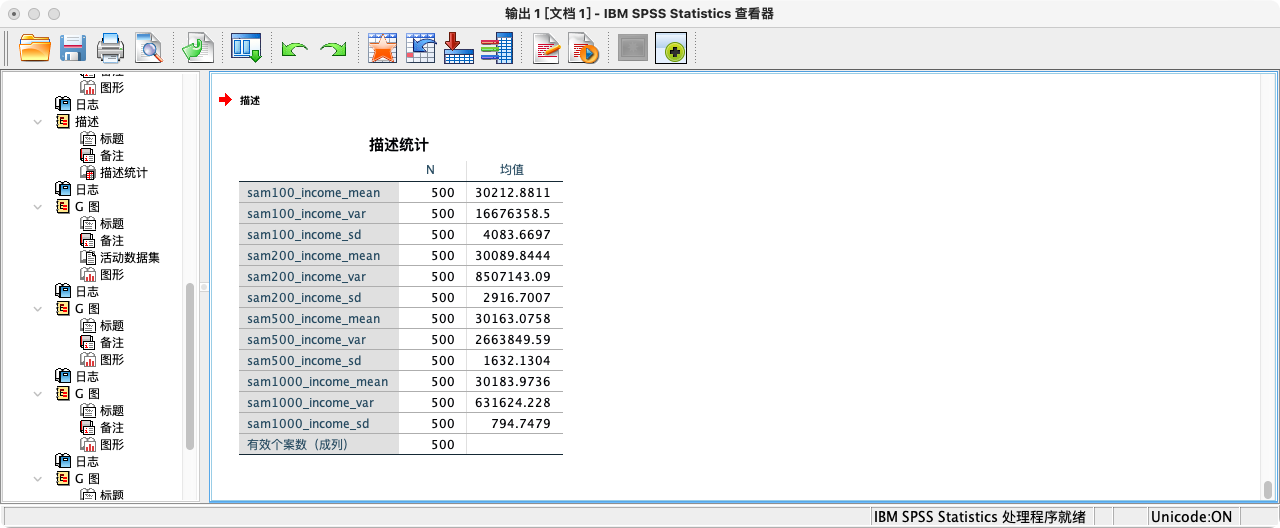 输出 1 [文档 1] - IBM SPSS Statistics 查看器
图形
日志
描述
标题
备注
描述统计
日志
G 图
标题
备注
活动数据集
图形
日志
G 图
标题
备注
图形
日志
G 图
标题
备注
图形
日志
G 图
标题
描述
描述统计
N 均值
sam100_income_mean 500 30212.8811
sam100_income_var 500 16676358.5
sam100_income_sd 500 4083.6697
sam200_income_mean 500 30089.8444
sam200_income_var 500 8507143.09
sam200_income_sd 500 2916.7007
sam500_income_mean 500 30163.0758
sam500_income_var 500 2663849.59
sam500_income_sd 500 1632.1304
sam1000_income_mean 500 30183.9736
sam1000_income_var 500 631624.228
sam1000_income_sd 500 794.7479
有效个案数（成列） 500
IBM SPSS Statistics 处理程序就绪 Unicode:ON